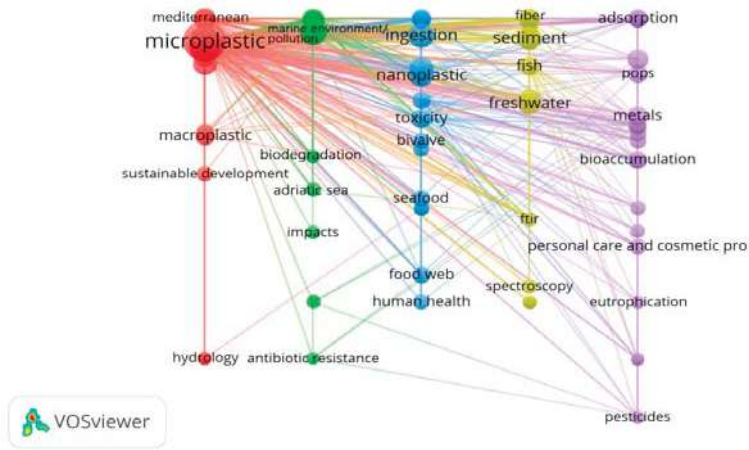 mediterranean
microplastic
macroplastic
sustainable development
hydrology
marine environment/
pollution
biodegradation
adriatic sea
impacts
antibiotic resistance
ingestion
nanoplastic
toxicity
bivalve
seafood
food web
human health
fiber
sediment
fish
freshwater
ftir
spectroscopy
adsorption
pops
metals
bioaccumulation
personal care and cosmetic pro
eutrophication
pesticides
VOSviewer